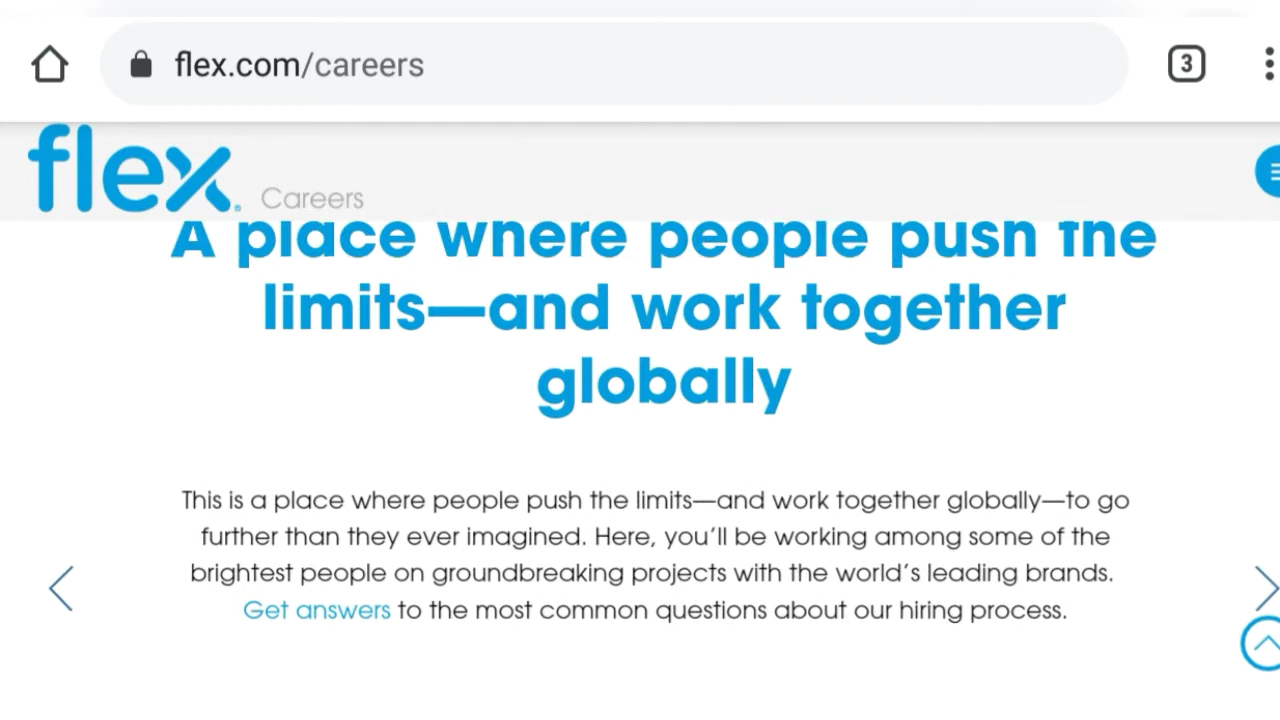 flex.com/careers
3
flex. Careers
A place where people push the
limits—and work together
globally
This is a place where people push the limits—and work together globally—to go
further than they ever imagined. Here, you'll be working among some of the
brightest people on groundbreaking projects with the world's leading brands.
Get answers to the most common questions about our hiring process.